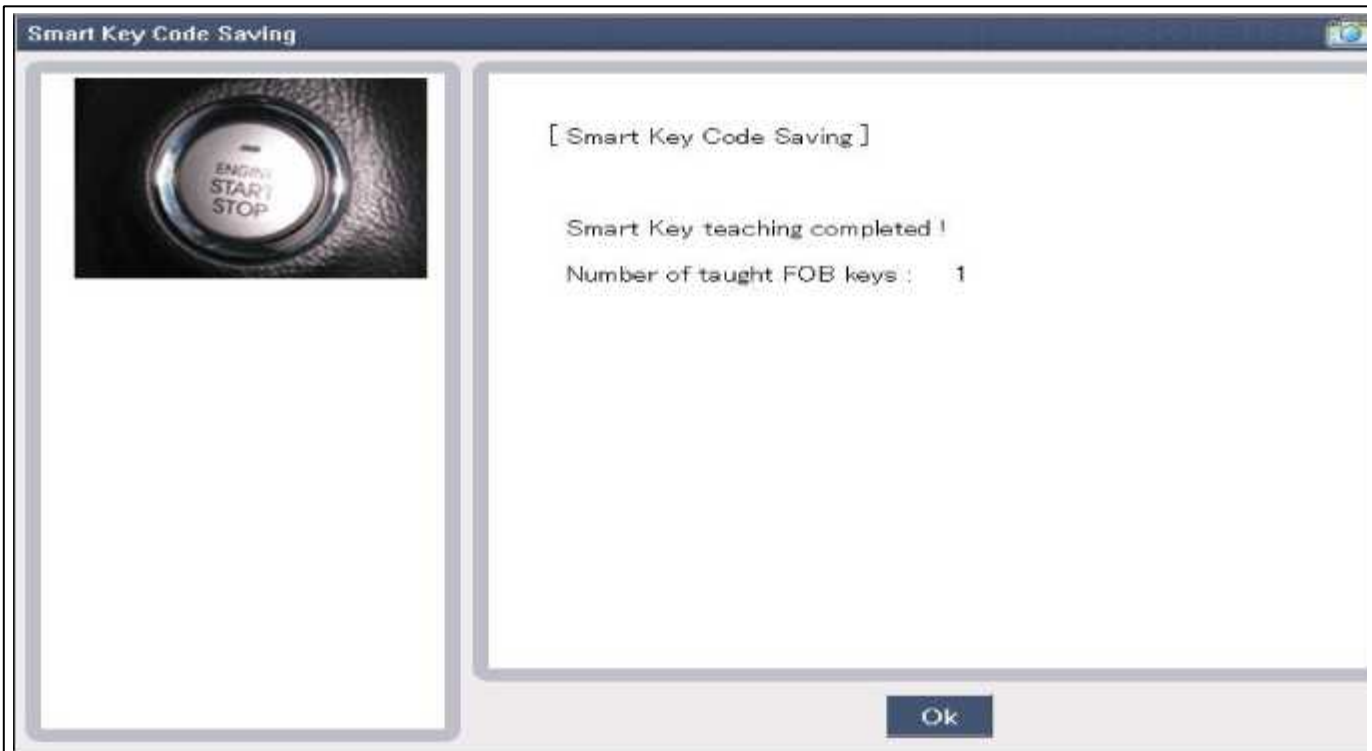 Smart Key Code Saving
ENGINE
START
STOP
[ Smart Key Code Saving ]
Smart Key teaching completed !
Number of taught FOB keys : 1
Ok